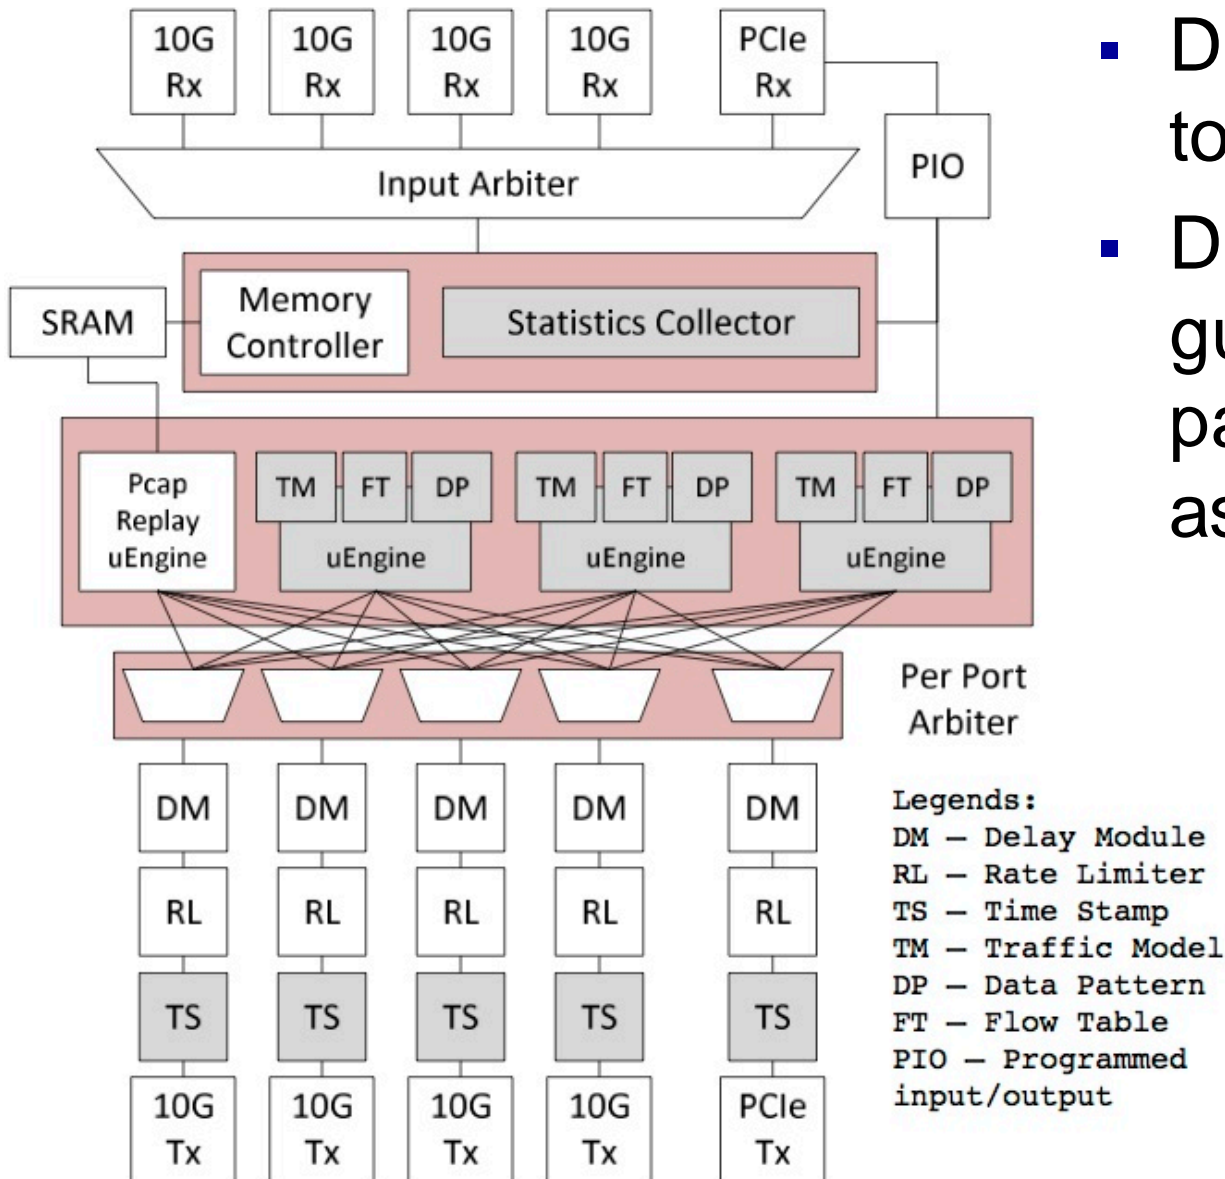 10G
Rx
10G
Rx
10G
Rx
10G
Rx
PCIe
Rx
PIO
Input Arbiter
SRAM
Memory
Controller
Statistics Collector
Pcap
Replay
uEngine
TM
FT
DP
uEngine
TM
FT
DP
uEngine
TM
FT
DP
uEngine
Per Port
Arbiter
DM
DM
DM
DM
DM
RL
RL
RL
RL
RL
TS
TS
TS
TS
TS
10G
Tx
10G
Tx
10G
Tx
10G
Tx
PCIe
Tx
Legends:
DM – Delay Module
RL – Rate Limiter
TS – Time Stamp
TM – Traffic Model
DP – Data Pattern
FT – Flow Table
PIO – Programmed
input/output
▪ D
to
▪ D
gu
pa
as